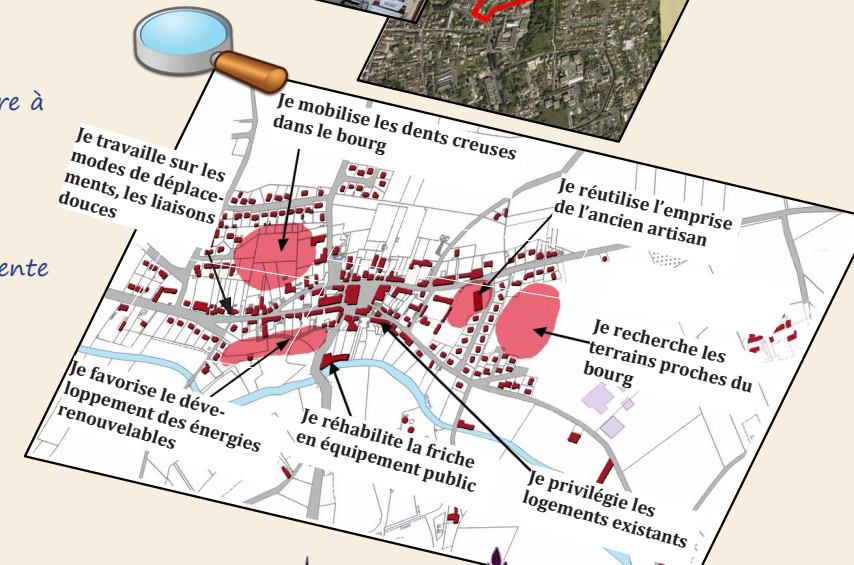 re à
ente
Je mobilise les dents creuses
dans le bourg
Je travaille sur les
modes de déplace-
ments, les liaisons
douces
Je réutilise l'emprise
de l'ancien artisan
Je recherche les
terrains proches du
bourg
Je favorise le déve-
loppement des énergies
renouvelables
Je réhabilite la friche
en équipement public
Je privilégie les
logements existants